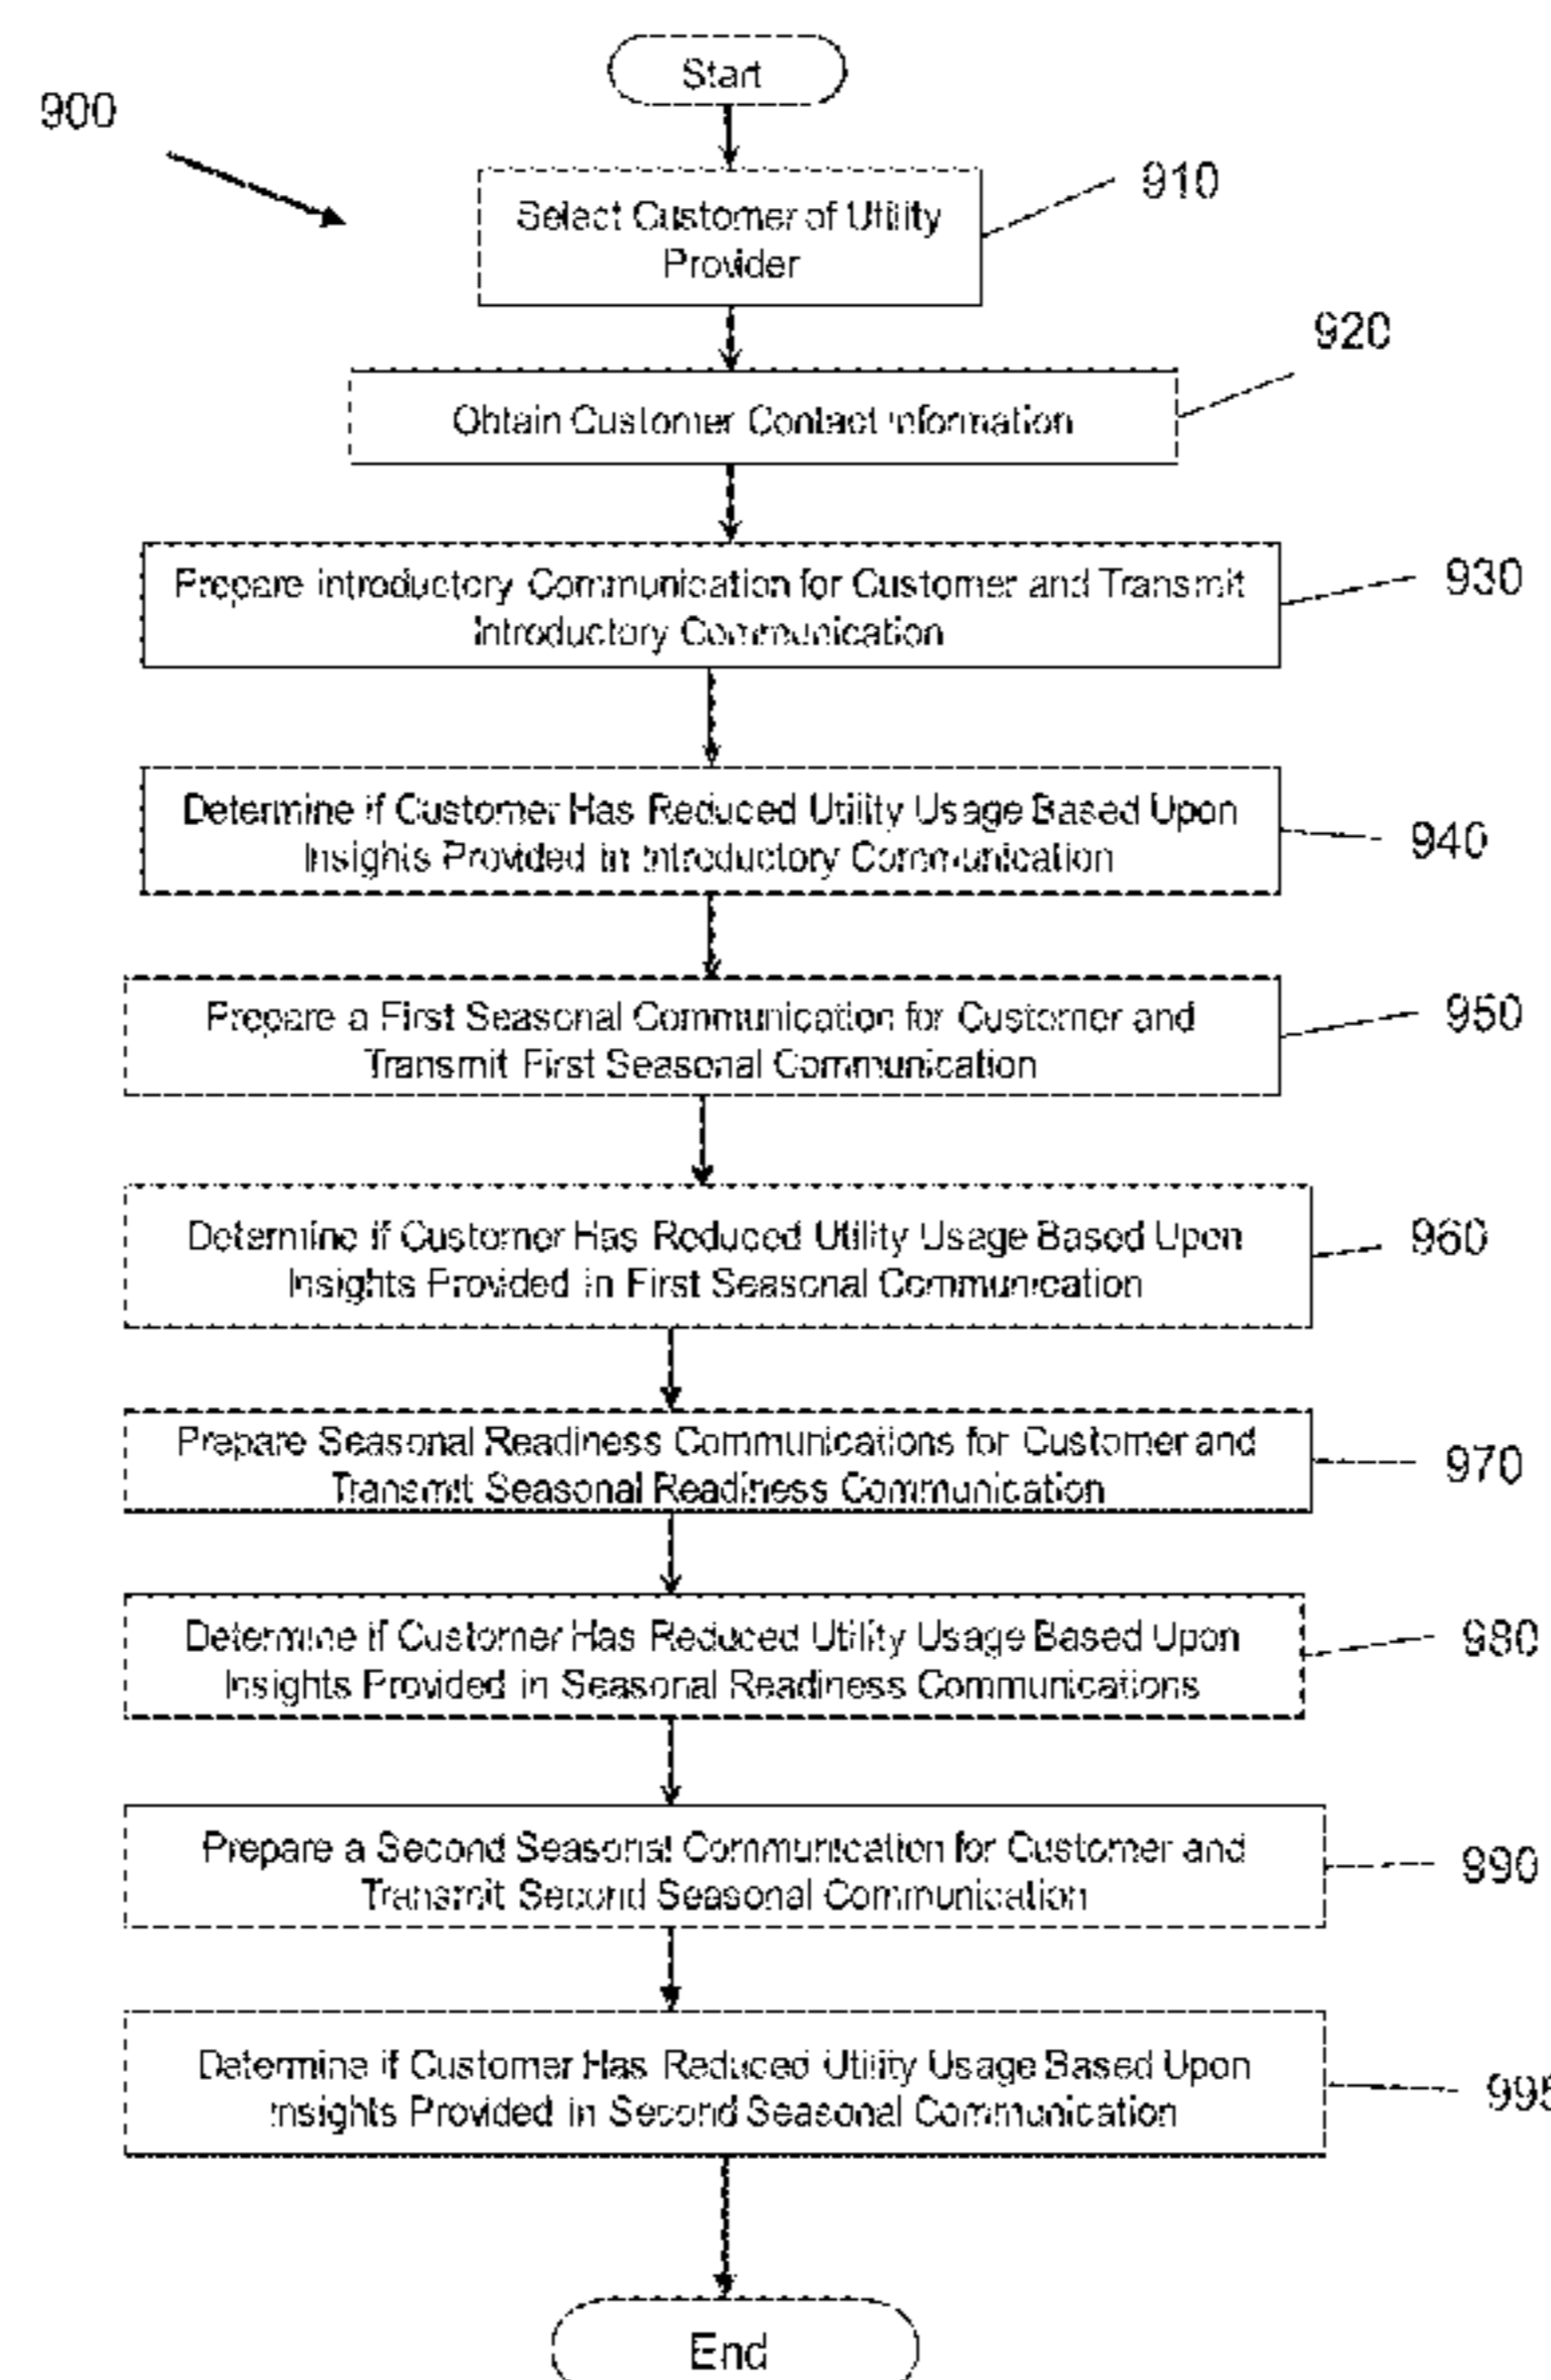 Start
900
910
Select Customer of Utility
Provider
920
Obtain Customer Contact Information
Prepare Introductory Communication for Customer and Transmit
Introductory Communication
930
Determine if Customer Has Reduced Utility Usage Based Upon
Insights Provided in Introductory Communication
940
Prepare a First Seasonal Communication for Customer and
Transmit First Seasonal Communication
950
Determine if Customer Has Reduced Utility Usage Based Upon
Insights Provided in First Seasonal Communication
960
Prepare Seasonal Readiness Communications for Customer and
Transmit Seasonal Readiness Communication
970
Determine if Customer Has Reduced Utility Usage Based Upon
Insights Provided in Seasonal Readiness Communications
980
Prepare a Second Seasonal Communication for Customer and
Transmit Second Seasonal Communication
990
Determine if Customer Has Reduced Utility Usage Based Upon
Insights Provided in Second Seasonal Communication
995
End